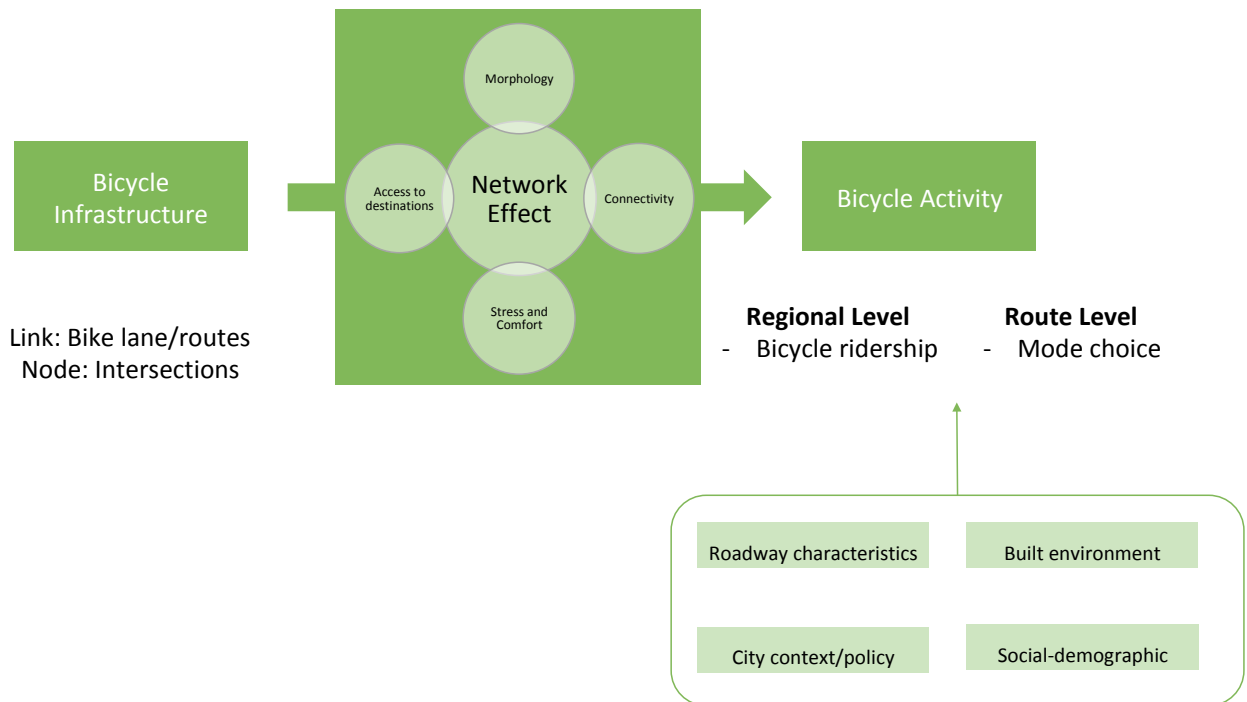 Morphology
Bicycle
Infrastructure
Access to
destinations
Network
Effect
Connectivity
Bicycle Activity
Stress and
Comfort
Link: Bike lane/routes
Node: Intersections
Regional Level
- Bicycle ridership
Route Level
- Mode choice
Roadway characteristics
Built environment
City context/policy
Social-demographic